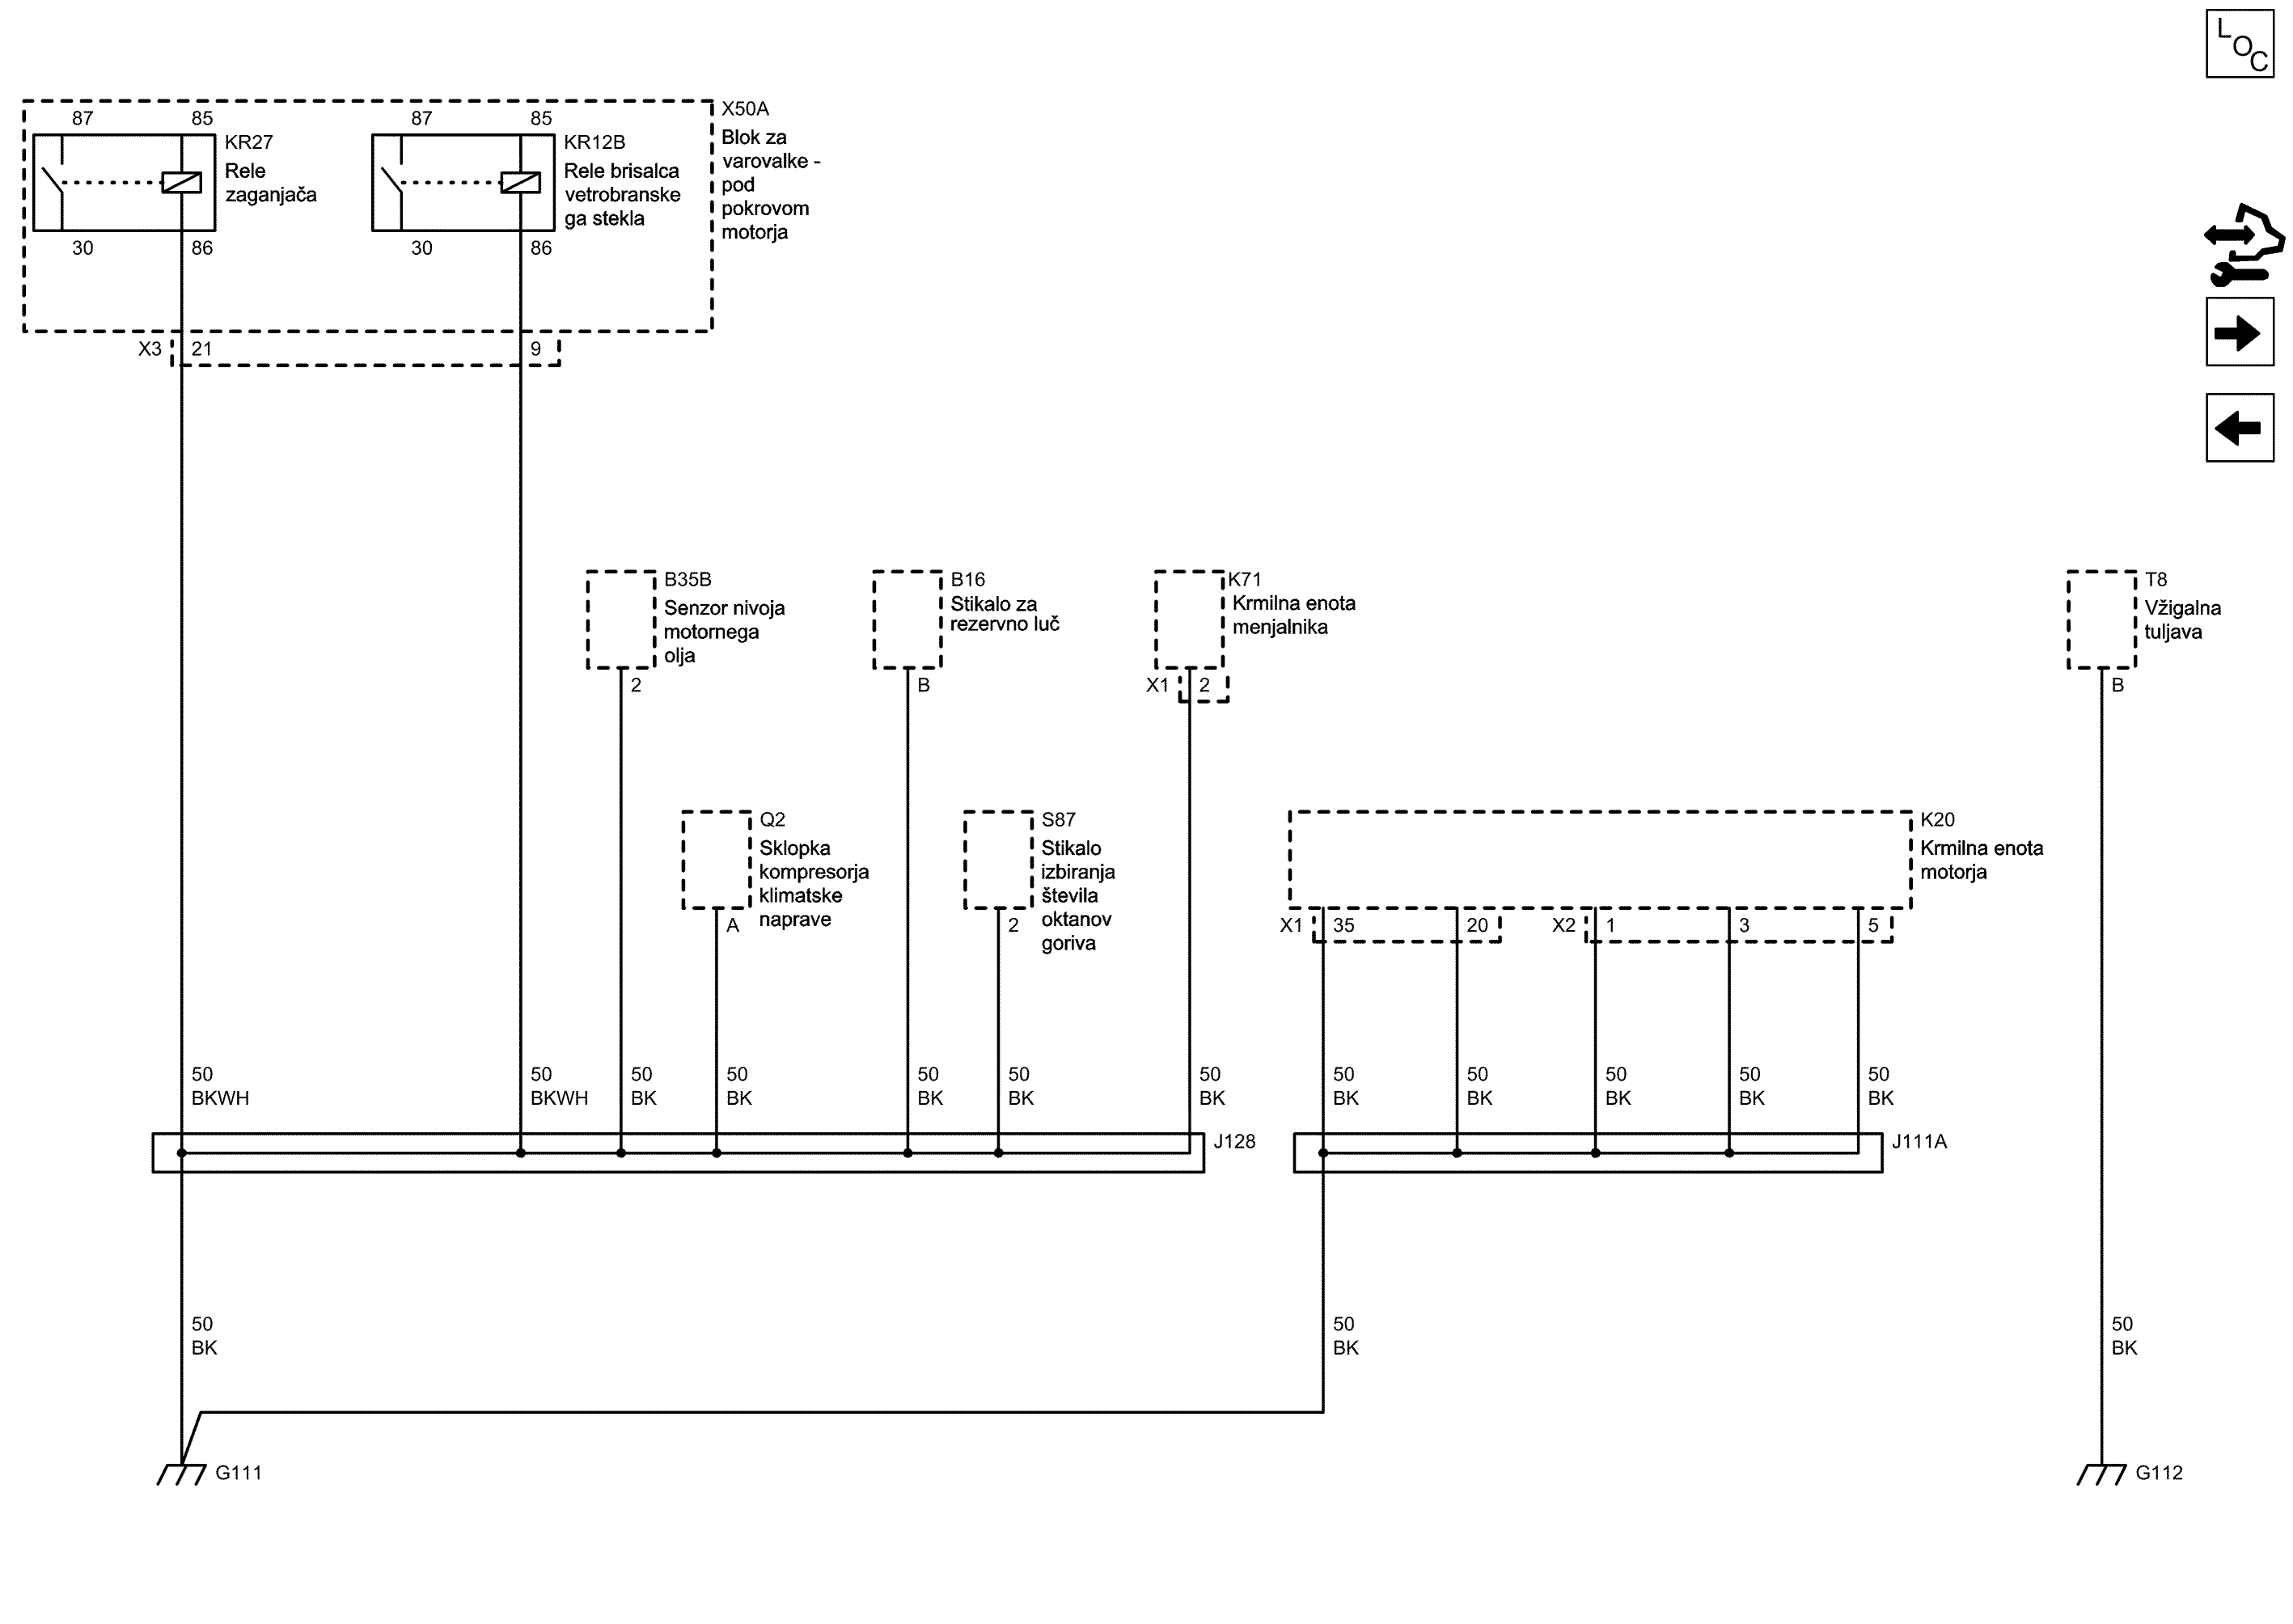 LOC
87
85
KR27
Rele
zaganjača
30
86
87
85
KR12B
Rele brisalca
vetrobranske
ga stekla
30
86
X50A
Blok za
varovalke -
pod
pokrovom
motorja
X3
21
9
B35B
Senzor nivoja
motornega
olja
2
B16
Stikalo za
rezervno luč
B
K71
Krmilna enota
menjalnika
X1
2
T8
Vžigalna
tuljava
B
Q2
Sklopka
kompresorja
klimatske
naprave
A
S87
Stikalo
izbiranja
števila
oktanov
goriva
2
K20
Krmilna enota
motorja
X1
35
20
X2
1
3
5
50
BKWH
50
BKWH
50
BK
50
BK
50
BK
50
BK
50
BK
50
BK
50
BK
50
BK
50
BK
50
BK
J128
J111A
50
BK
50
BK
50
BK
G111
G112